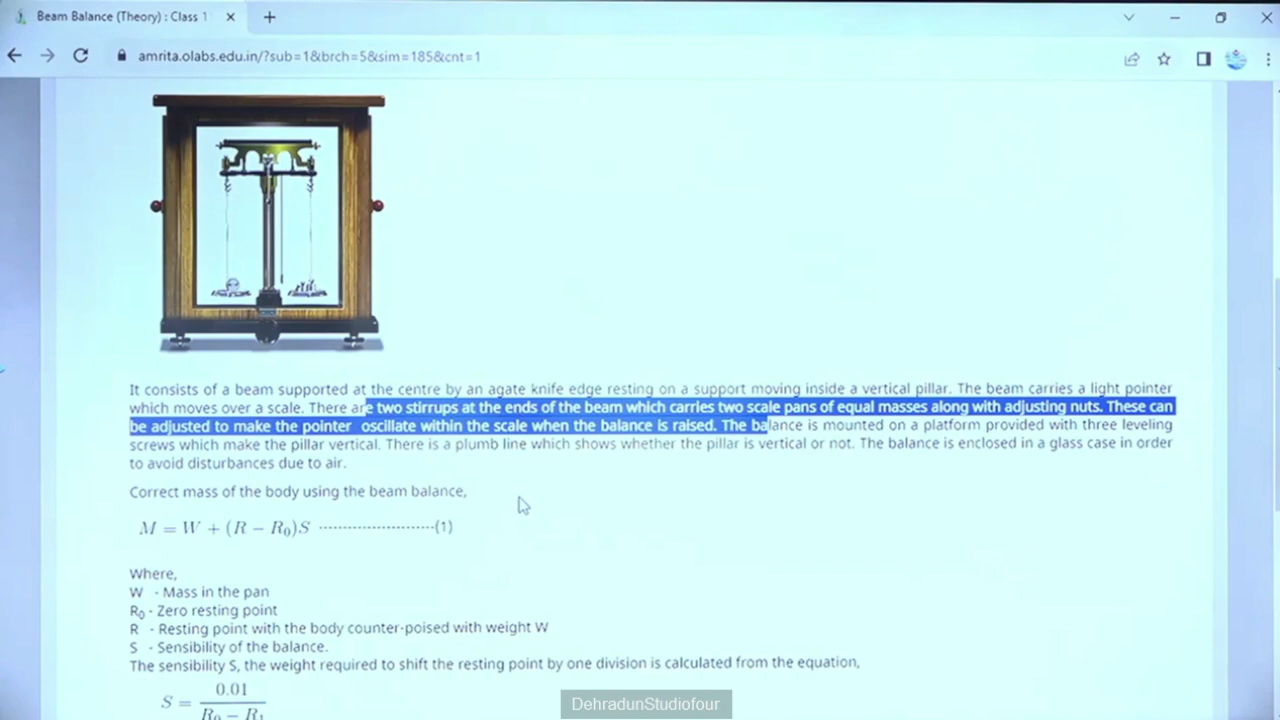 Beam Balance (Theory) : Class 1
amrita.olabs.edu.in/?sub=1&brch=5&sim=185&cnt=1
It consists of a beam supported at the centre by an agate knife edge resting on a support moving inside a vertical pillar. The beam carries a light pointer
which moves over a scale. There are two stirrups at the ends of the beam which carries two scale pans of equal masses along with adjusting nuts. These can
be adjusted to make the pointer oscillate within the scale when the balance is raised. The balance is mounted on a platform provided with three leveling
screws which make the pillar vertical. There is a plumb line which shows whether the pillar is vertical or not. The balance is enclosed in a glass case in order
to avoid disturbances due to air.
Correct mass of the body using the beam balance,
M = W + (R − R₀)S ------------------------(1)
Where,
W - Mass in the pan
R₀ - Zero resting point
R - Resting point with the body counter-poised with weight W
S - Sensibility of the balance.
The sensibility S, the weight required to shift the resting point by one division is calculated from the equation,
S = 0.01 / R₀ − R₁
DehradunStudiofour